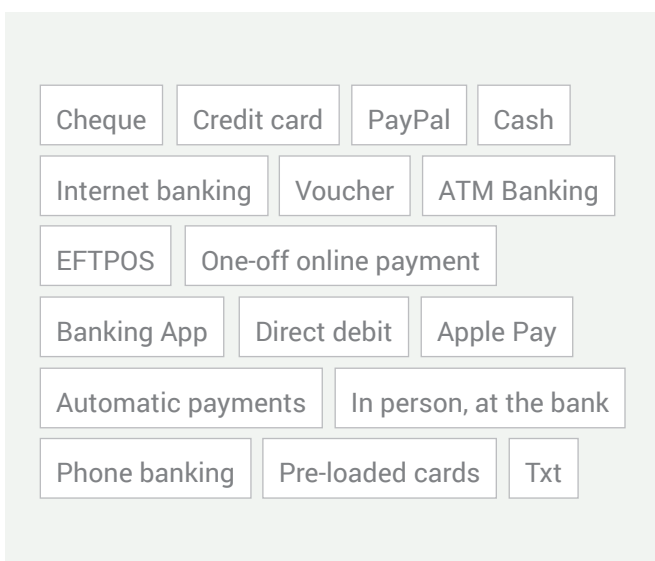 Cheque Credit card PayPal Cash
Internet banking Voucher ATM Banking
EFTPOS One-off online payment
Banking App Direct debit Apple Pay
Automatic payments In person, at the bank
Phone banking Pre-loaded cards Txt